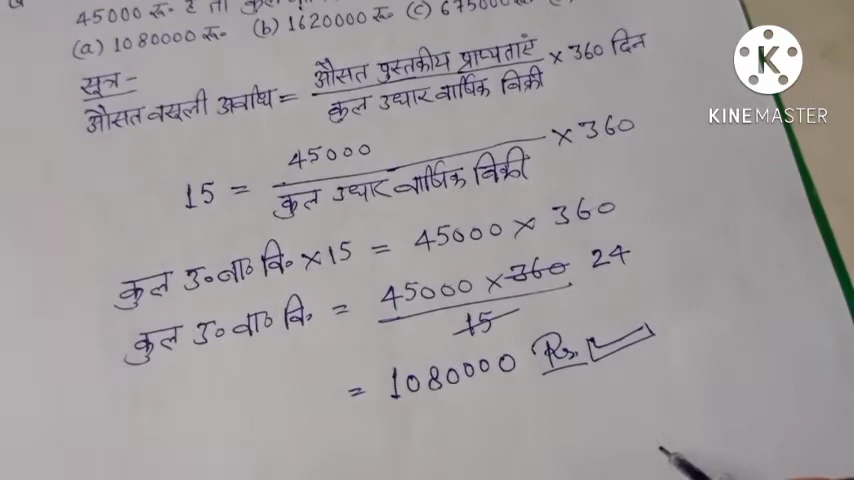 45000 रू० है तो कुल
(a) 1080000 रू० (b) 1620000 रू० (c) 675000 रू०
सूत्र-
औसत वसूली अवधि = औसत पुस्तकीय प्राप्यताएं / कुल उधार वार्षिक बिक्री × 360 दिन
15 = 45000 / कुल उधार वार्षिक बिक्री × 360
कुल उ० वा० बि० × 15 = 45000 × 360
कुल उ० वा० बि० = 45000 × 360 / 15 24
= 1080000 Rs.
K
KINEMASTER